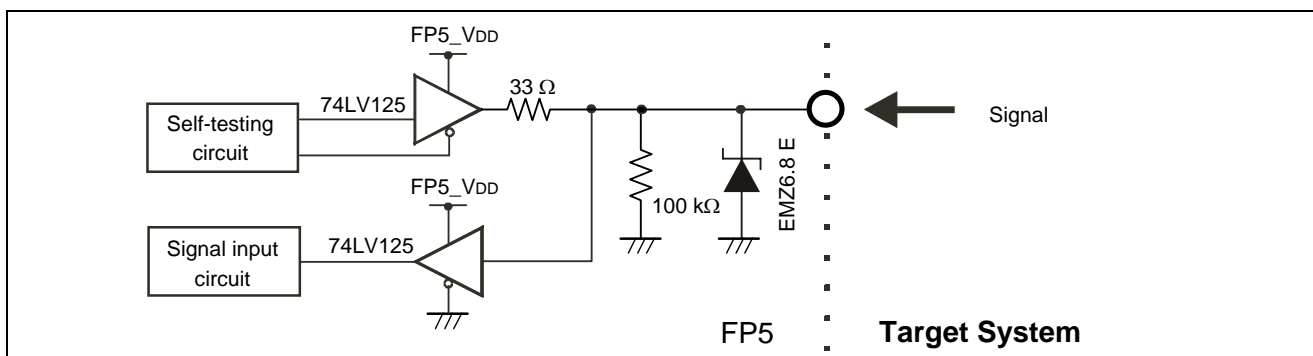 FP5_VDD
33 Ω
74LV125
Self-testing
circuit
Signal
EMZ6.8 E
FP5_VDD
100 kΩ
74LV125
Signal input
circuit
FP5
Target System